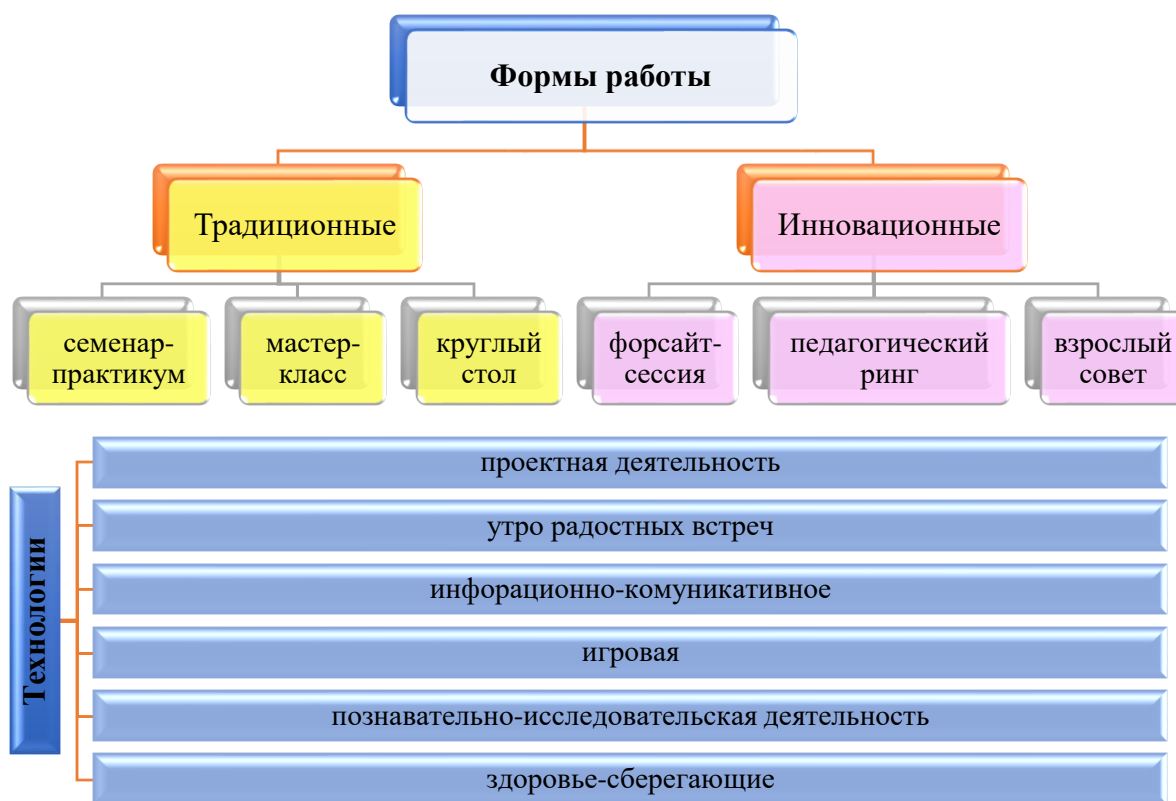 Формы работы
Традиционные
Инновационные
семенар-
практикум
мастер-
класс
круглый
стол
форсайт-
сессия
педагогический
ринг
взрослый
совет
Технологии
проектная деятельность
утро радостных встреч
инфорационно-комуникативное
игровая
познавательно-исследовательская деятельность
здоровье-сберегающие